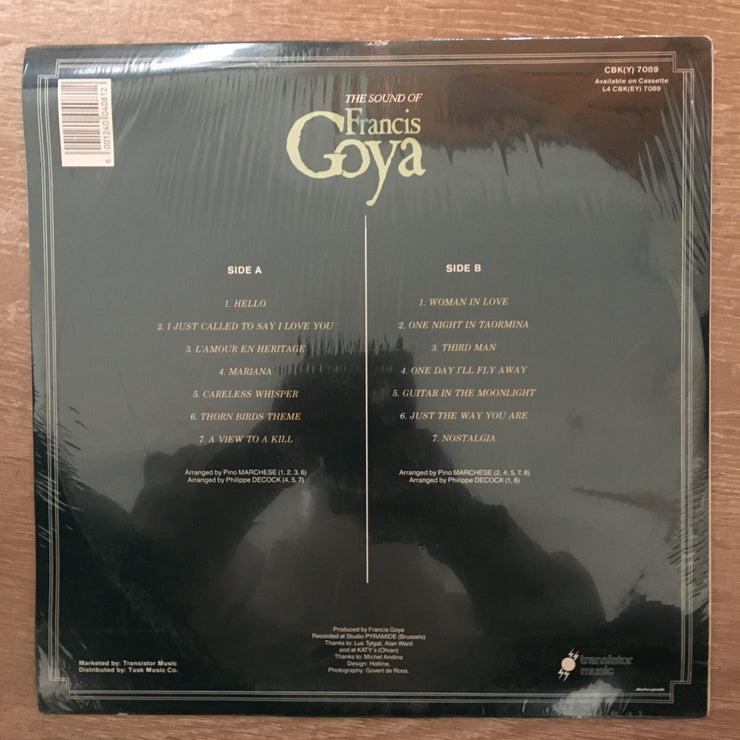 CBK(Y) 7089
Available on Cassette
L4 CBK(EY) 7089
6 001240 040812
THE SOUND OF
Francis
Goya
SIDE A
1. HELLO
2. I JUST CALLED TO SAY I LOVE YOU
3. L'AMOUR EN HERITAGE
4. MARIANA
5. CARELESS WHISPER
6. THORN BIRDS THEME
7. A VIEW TO A KILL
Arranged by Pino MARCHESE (1, 2, 3, 6)
Arranged by Philippe DECOCK (4, 5, 7)
SIDE B
1. WOMAN IN LOVE
2. ONE NIGHT IN TAORMINA
3. THIRD MAN
4. ONE DAY I'LL FLY AWAY
5. GUITAR IN THE MOONLIGHT
6. JUST THE WAY YOU ARE
7. NOSTALGIA
Arranged by Pino MARCHESE (2, 4, 5, 7, 8)
Arranged by Philippe DECOCK (1, 6)
Produced by Francis Goya
Recorded at Studio PYRAMIDE (Brussels)
Thanks to: Luc Tytgat, Alan Ward
and at KATY's (Ohain)
Thanks to: Michel Andina
Design: Hotline.
Photography: Govert de Roos.
Marketed by: Transistor Music
Distributed by: Tusk Music Co.
transistor
music